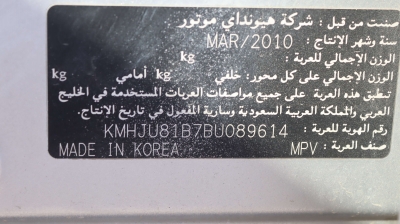 صنعت من قبل : شركة هيونداي موتور
سنة وشهر الإنتاج : MAR/2010
الوزن الإجمالي للعربة : kg
الوزن الإجمالي على كل محور: خلفي kg أمامي kg
تنطبق هذه العربة على جميع مواصفات العربات المستخدمة في الخليج
العربي والمملكة العربية السعودية وسارية المفعول في تاريخ الإنتاج.
رقم الهوية للعربة : KMHJU81B7BU089614
صنف العربة : MPV MADE IN KOREA